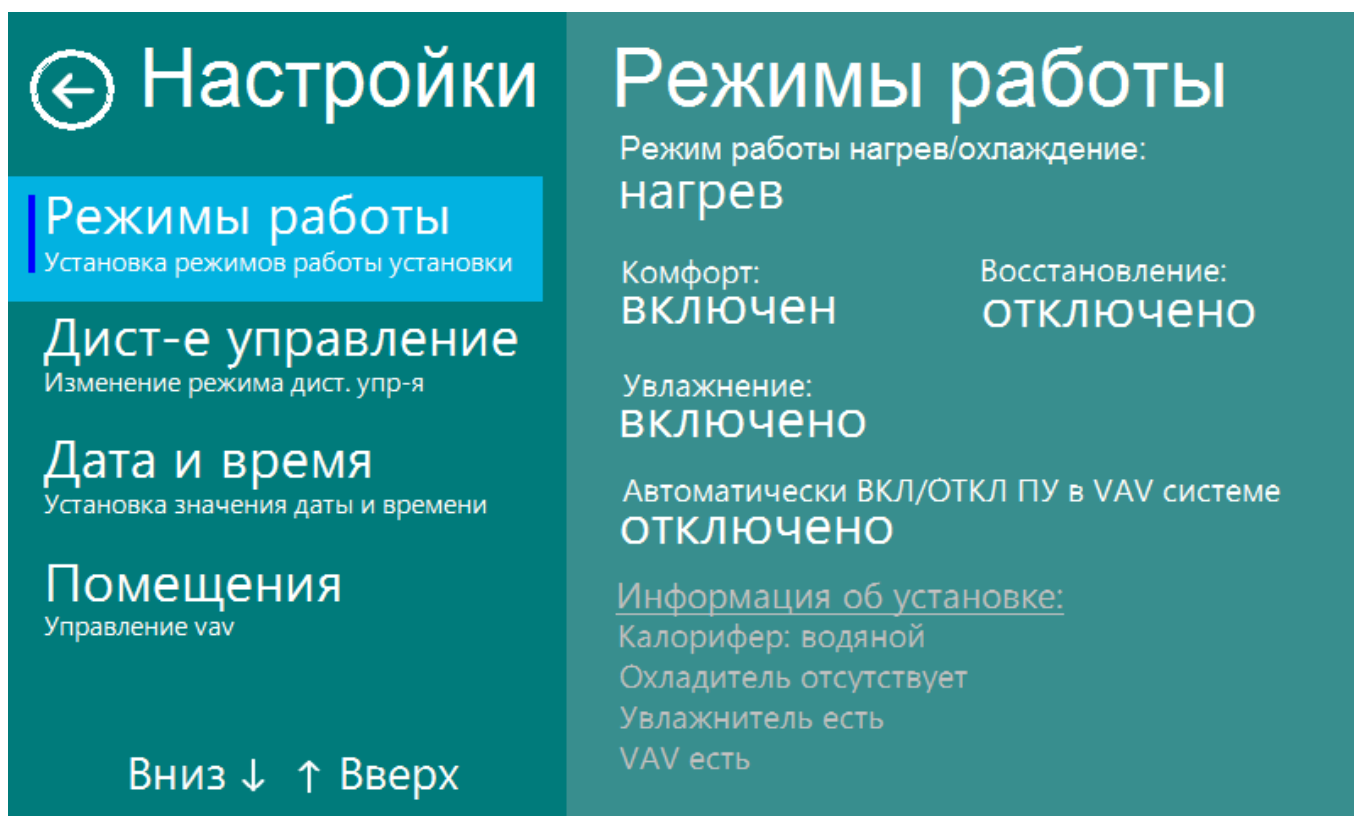 Настройки
Режимы работы
Установка режимов работы установки
Дист-е управление
Изменение режима дист. упр-я
Дата и время
Установка значения даты и времени
Помещения
Управление vav
Вниз ↓ ↑ Вверх
Режимы работы
Режим работы нагрев/охлаждение:
нагрев
Комфорт:
включен
Восстановление:
отключено
Увлажнение:
включено
Автоматически ВКЛ/ОТКЛ ПУ в VAV системе
отключено
Информация об установке:
Калорифер: водяной
Охладитель отсутствует
Увлажнитель есть
VAV есть